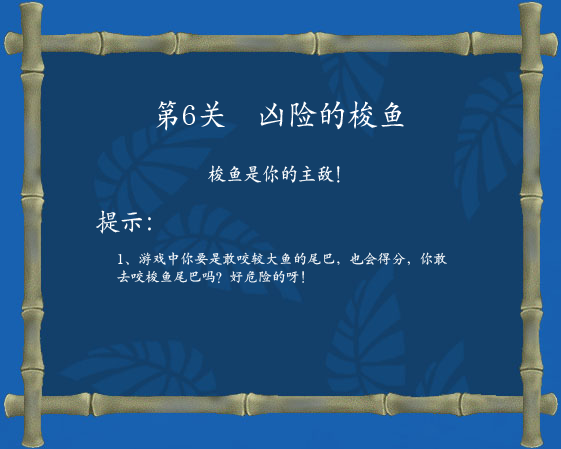 第6关　凶险的梭鱼
梭鱼是你的主敌！
提示：
1、游戏中你要是敢咬较大鱼的尾巴，也会得分，你敢
去咬梭鱼尾巴吗？好危险的呀！